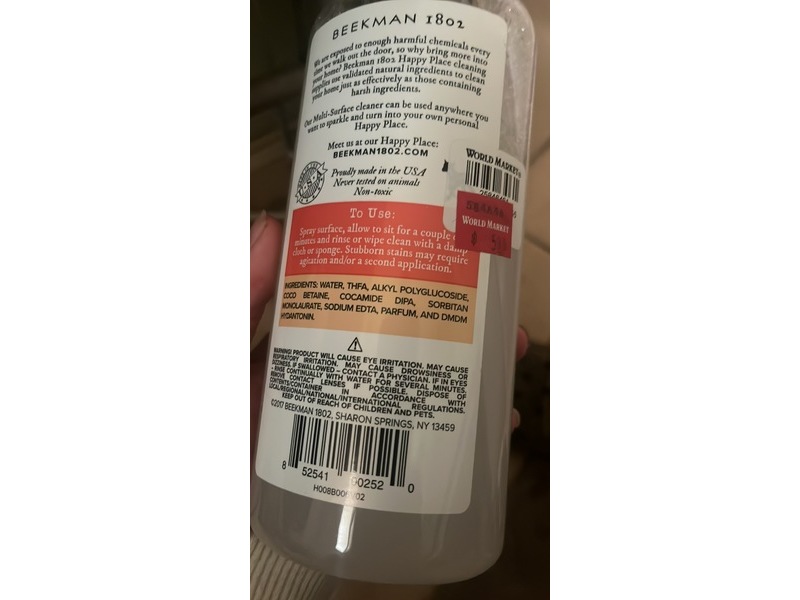 BEEKMAN 1802
We are exposed to enough harmful chemicals every
time we walk out the door, so why bring more into
your home? Beekman 1802 Happy Place cleaning
supplies use validated natural ingredients to clean
your home just as effectively as those containing
harsh ingredients.
Our Multi-Surface cleaner can be used anywhere you
want to sparkle and turn into your own personal
Happy Place.
Meet us at our Happy Place:
BEEKMAN1802.COM
Proudly made in the USA
Never tested on animals
Non-toxic
WORLD MARKET®
WORLD MARKET
$
To Use:
Spray surface, allow to sit for a couple
minutes and rinse or wipe clean with a damp
cloth or sponge. Stubborn stains may require
agitation and/or a second application.
INGREDIENTS: WATER, THFA, ALKYL POLYGLUCOSIDE,
COCO BETAINE, COCAMIDE DIPA, SORBITAN
MONOLAURATE, SODIUM EDTA, PARFUM, AND DMDM
HYDANTONIN.
WARNING! PRODUCT WILL CAUSE EYE IRRITATION. MAY CAUSE
RESPIRATORY IRRITATION. MAY CAUSE DROWSINESS OR
DIZZINESS. IF SWALLOWED – CONTACT A PHYSICIAN. IF IN EYES
- RINSE CONTINUALLY WITH WATER FOR SEVERAL MINUTES.
REMOVE CONTACT LENSES IF POSSIBLE. DISPOSE OF
CONTENTS/CONTAINER IN ACCORDANCE WITH
LOCAL/REGIONAL/NATIONAL/INTERNATIONAL REGULATIONS.
KEEP OUT OF REACH OF CHILDREN AND PETS.
©2017 BEEKMAN 1802, SHARON SPRINGS, NY 13459
8 52541 90252 0